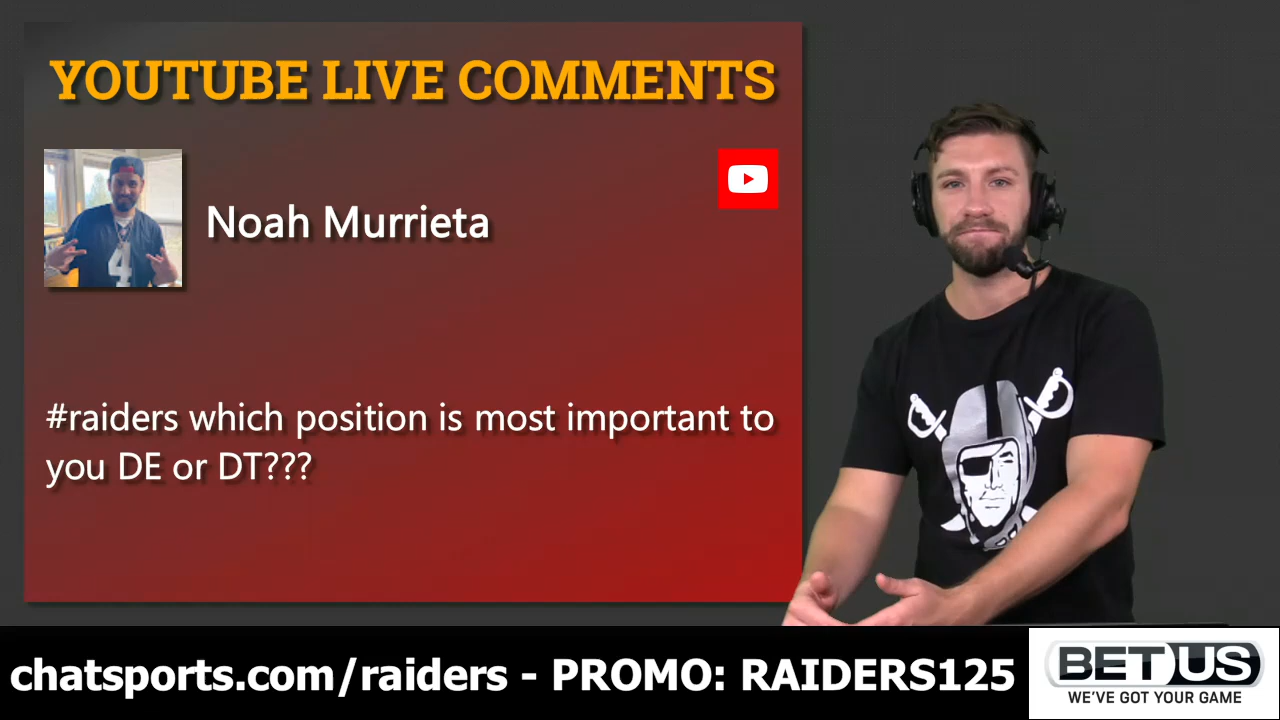 YOUTUBE LIVE COMMENTS
Noah Murrieta
4
#raiders which position is most important to
you DE or DT???
chatsports.com/raiders - PROMO: RAIDERS125
BETUS
WE'VE GOT YOUR GAME